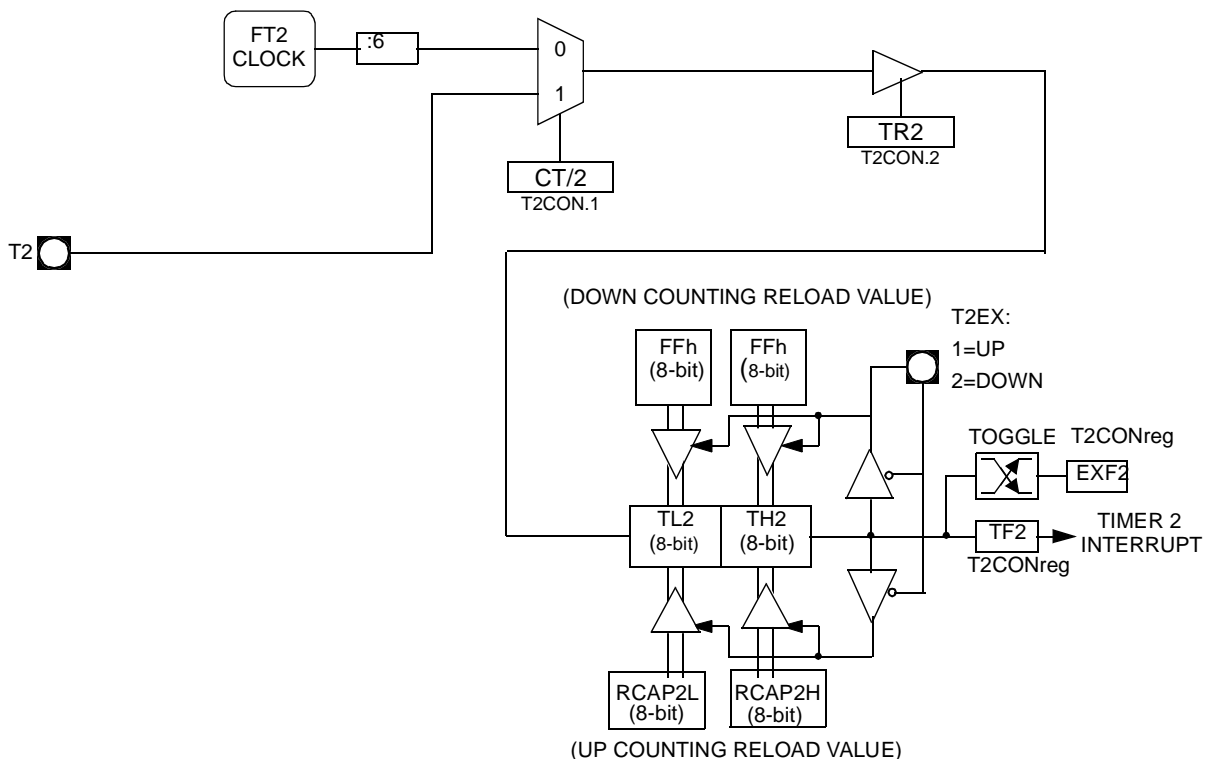 FT2
CLOCK
:6
0
1
TR2
T2CON.2
CT/2
T2CON.1
T2
(DOWN COUNTING RELOAD VALUE)
T2EX:
1=UP
2=DOWN
FFh
(8-bit)
FFh
(8-bit)
TOGGLE
T2CONreg
EXF2
TL2
(8-bit)
TH2
(8-bit)
TF2
TIMER 2
INTERRUPT
T2CONreg
RCAP2L
(8-bit)
RCAP2H
(8-bit)
(UP COUNTING RELOAD VALUE)